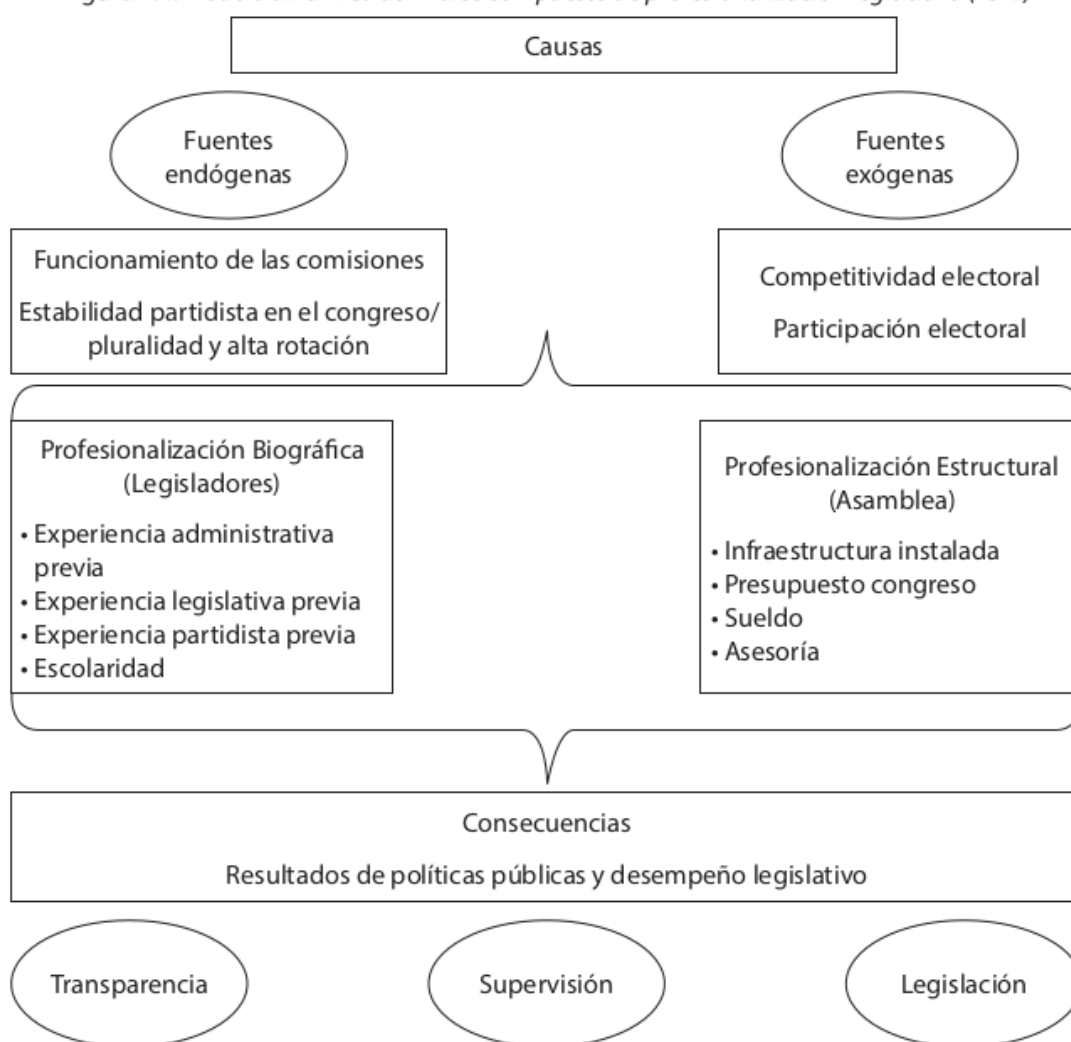 Causas
Fuentes
endógenas
Fuentes
exógenas
Funcionamiento de las comisiones
Estabilidad partidista en el congreso/
pluralidad y alta rotación
Competitividad electoral
Participación electoral
Profesionalización Biográfica
(Legisladores)
• Experiencia administrativa
previa
• Experiencia legislativa previa
• Experiencia partidista previa
• Escolaridad
Profesionalización Estructural
(Asamblea)
• Infraestructura instalada
• Presupuesto congreso
• Sueldo
• Asesoría
Consecuencias
Resultados de políticas públicas y desempeño legislativo
Transparencia
Supervisión
Legislación